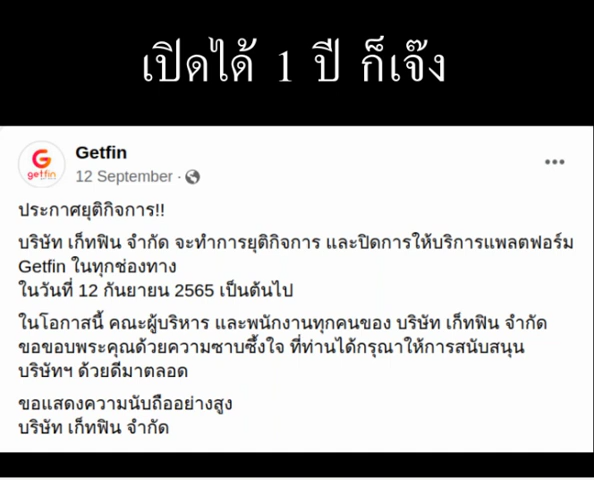 เปิดได้ 1 ปี ก็เจ๊ง
Getfin
12 September ·
getfin
ประกาศยุติกิจการ!!
บริษัท เก็ทฟิน จำกัด จะทำการยุติกิจการ และปิดการให้บริการแพลตฟอร์ม
Getfin ในทุกช่องทาง
ในวันที่ 12 กันยายน 2565 เป็นต้นไป
ในโอกาสนี้ คณะผู้บริหาร และพนักงานทุกคนของ บริษัท เก็ทฟิน จำกัด
ขอขอบพระคุณด้วยความซาบซึ้งใจ ที่ท่านได้กรุณาให้การสนับสนุน
บริษัทฯ ด้วยดีมาตลอด
ขอแสดงความนับถืออย่างสูง
บริษัท เก็ทฟิน จำกัด